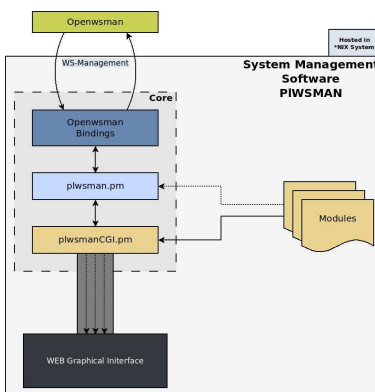 Openwsman
Hosted in
*NIX System
WS-Management
System Management
Software
PlWSMAN
Core
Openwsman
Bindings
plwsman.pm
Modules
plwsmanCGI.pm
WEB Graphical Initerface